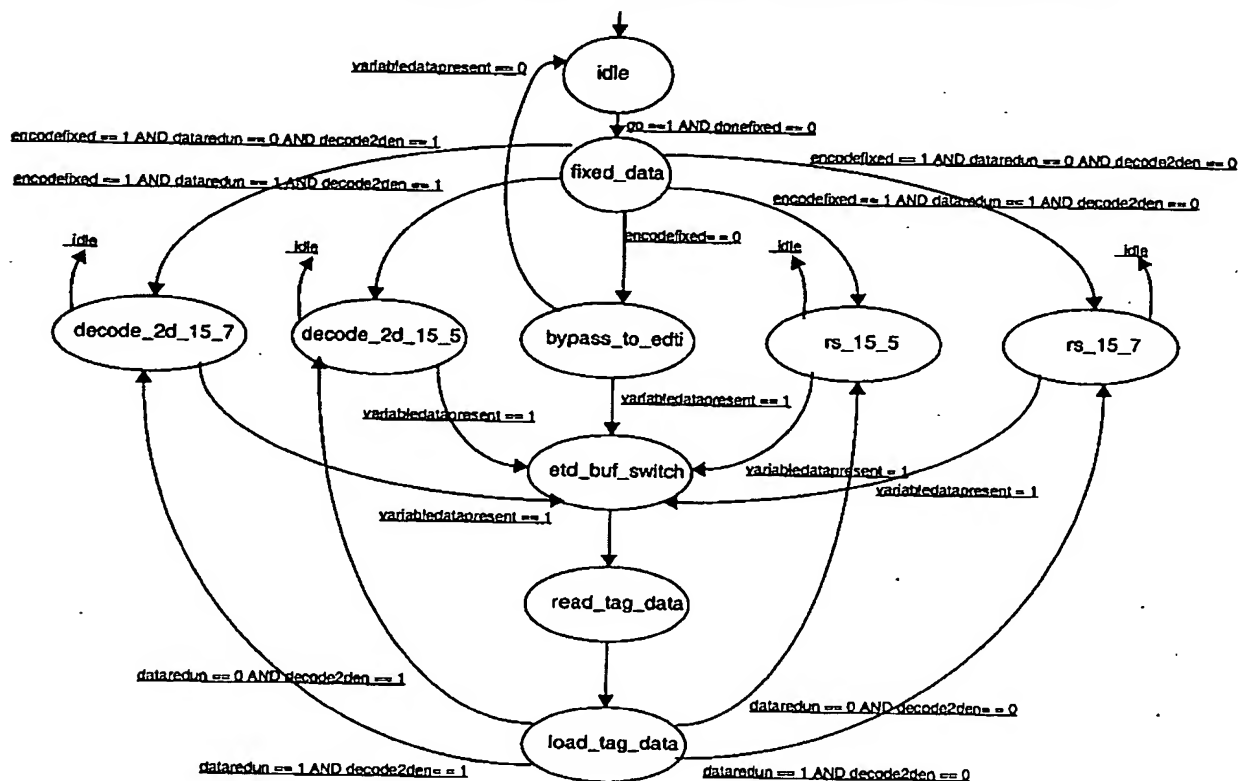 idle
variabledatapresent == 0
go ==1 AND donefixed == 0
encodefixed == 1 AND dataredun == 0 AND decode2den == 1
encodefixed == 1 AND dataredun == 0 AND decode2den == 0
fixed_data
encodefixed == 1 AND dataredun == 1 AND decode2den == 1
encodefixed == 1 AND dataredun == 1 AND decode2den == 0
encodefixed== 0
idle
idle
idle
idle
decode_2d_15_7
decode_2d_15_5
bypass_to_edti
rs_15_5
rs_15_7
variabledatapresent == 1
variabledatapresent == 1
etd_buf_switch
variabledatapresent = 1
variabledatapresent = 1
variabledatapresent == 1
read_tag_data
dataredun == 0 AND decode2den == 1
dataredun == 0 AND decode2den= = 0
load_tag_data
dataredun == 1 AND decode2den= = 1
dataredun == 1 AND decode2den == 0